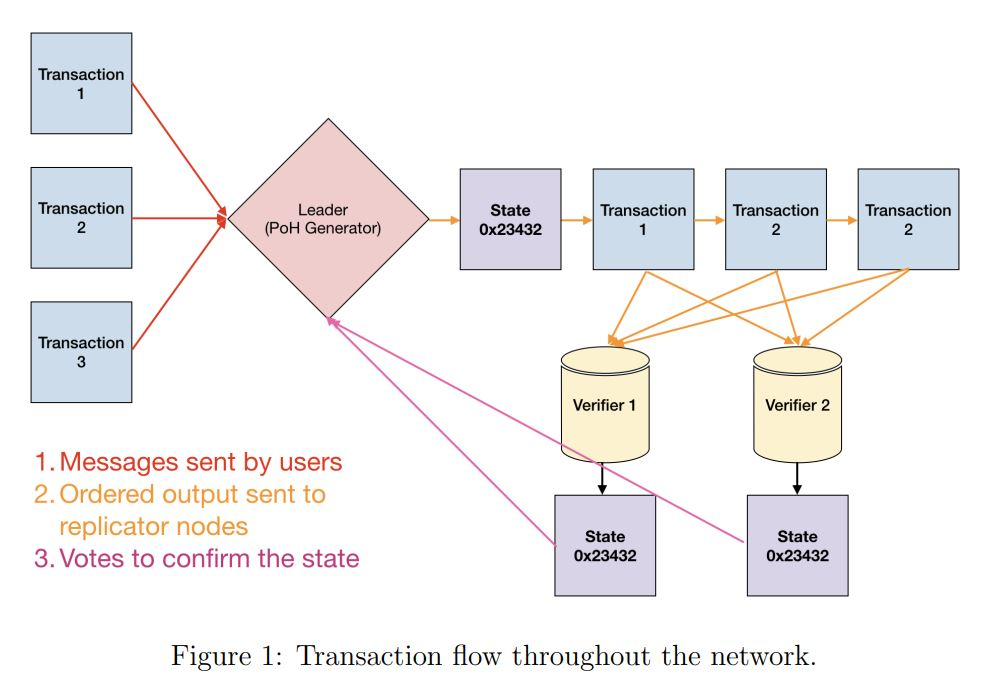 Transaction
1
Transaction
2
Transaction
3
Leader
(PoH Generator)
State
0x23432
Transaction
1
Transaction
2
Transaction
2
Verifier 1
Verifier 2
State
0x23432
State
0x23432
1. Messages sent by users
2. Ordered output sent to
replicator nodes
3. Votes to confirm the state
Figure 1: Transaction flow throughout the network.